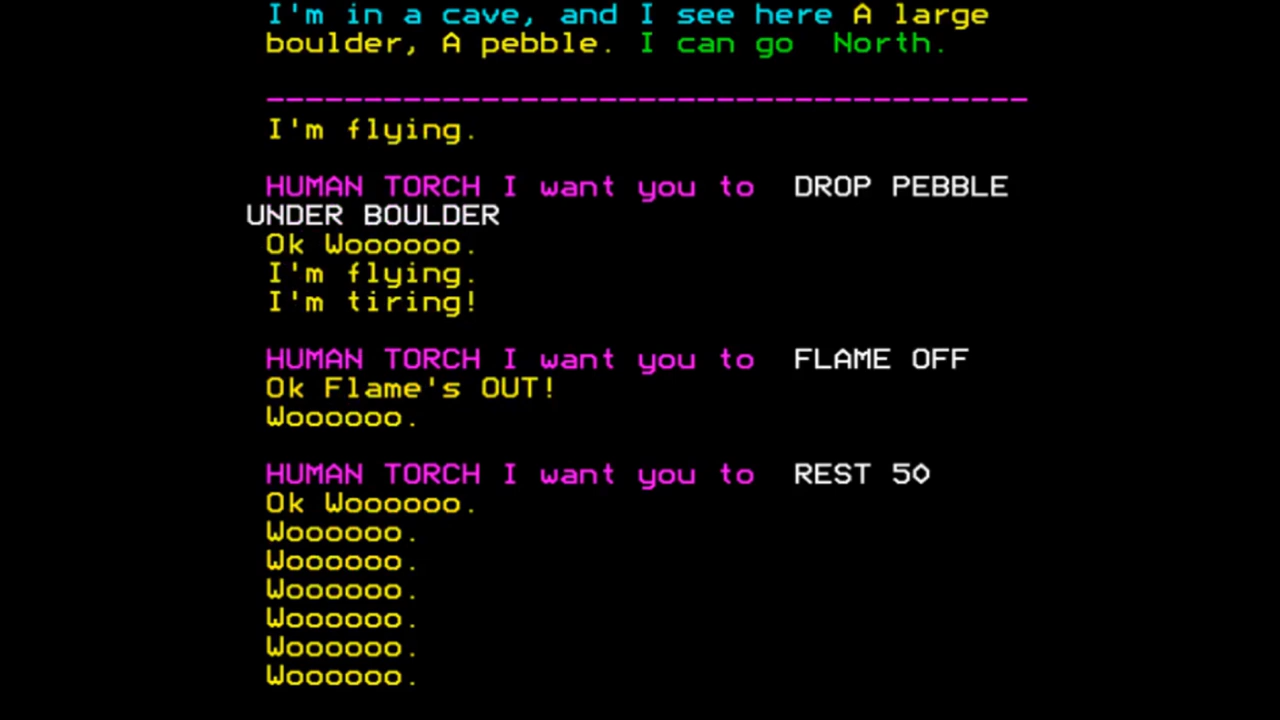 I'm in a cave, and I see here A large
boulder, A pebble. I can go  North.
---------------------------------------
I'm flying.
HUMAN TORCH I want you to  DROP PEBBLE
UNDER BOULDER
Ok Woooooo.
I'm flying.
I'm tiring!
HUMAN TORCH I want you to  FLAME OFF
Ok Flame's OUT!
Woooooo.
HUMAN TORCH I want you to  REST 50
Ok Woooooo.
Woooooo.
Woooooo.
Woooooo.
Woooooo.
Woooooo.
Woooooo.